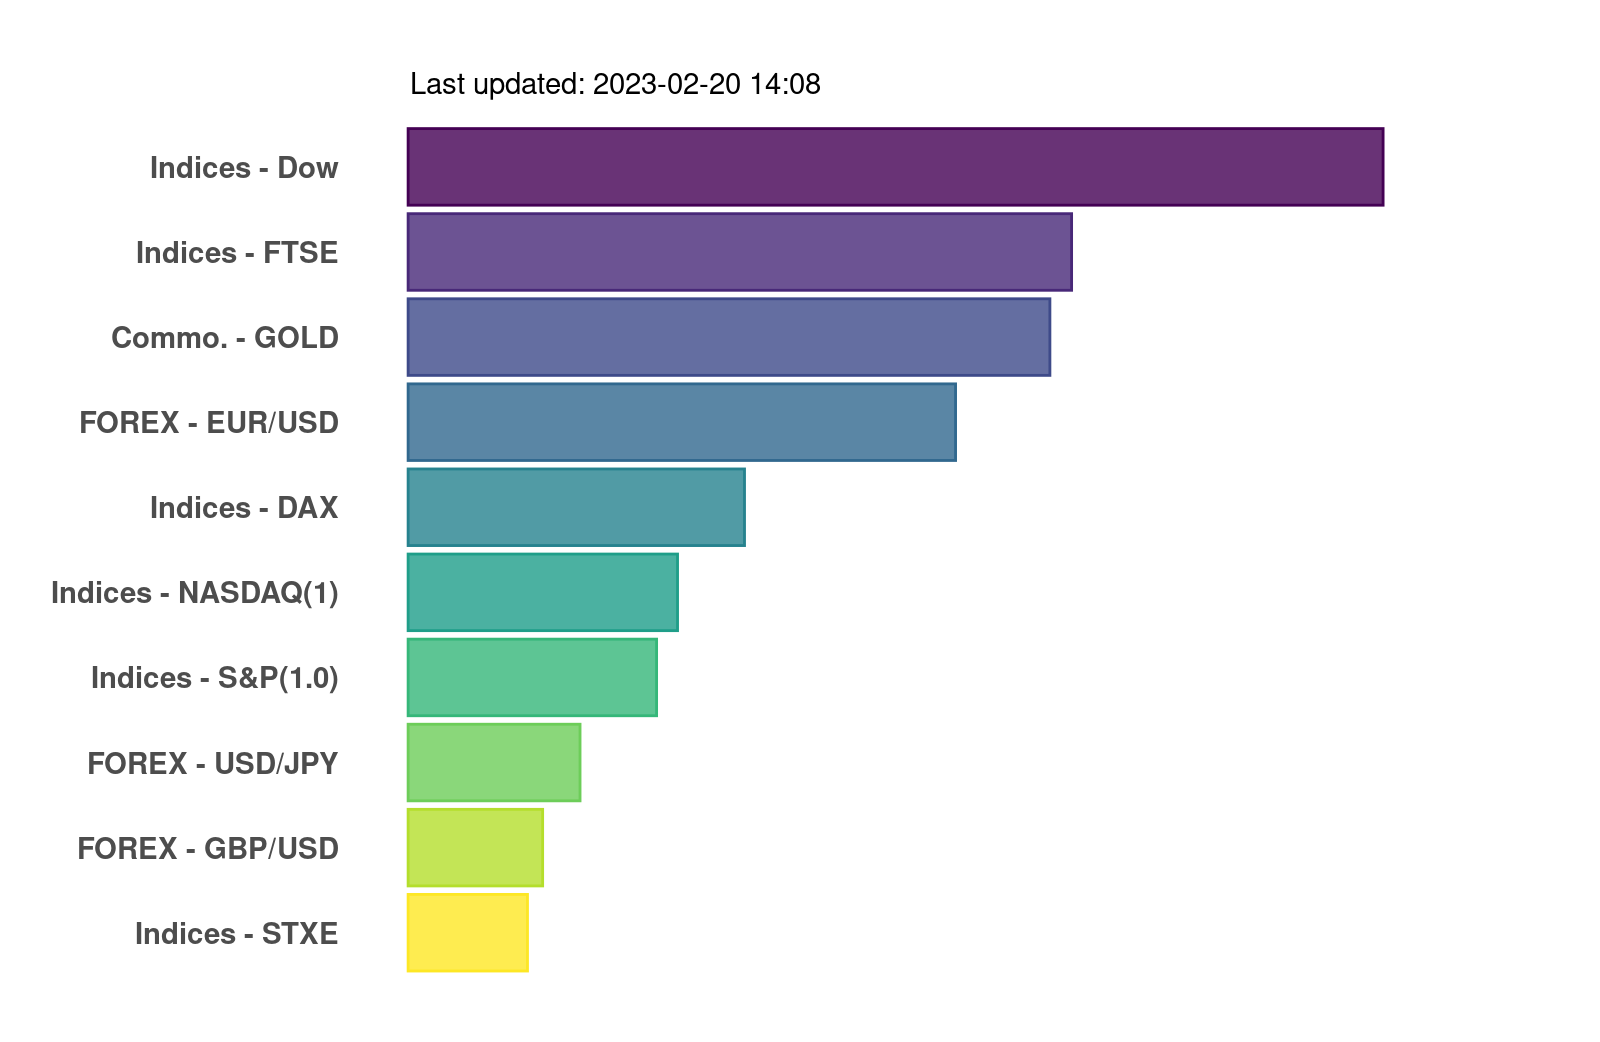 Last updated: 2023-02-20 14:08
Indices - Dow
Indices - FTSE
Commo. - GOLD
FOREX - EUR/USD
Indices - DAX
Indices - NASDAQ(1)
Indices - S&P(1.0)
FOREX - USD/JPY
FOREX - GBP/USD
Indices - STXE